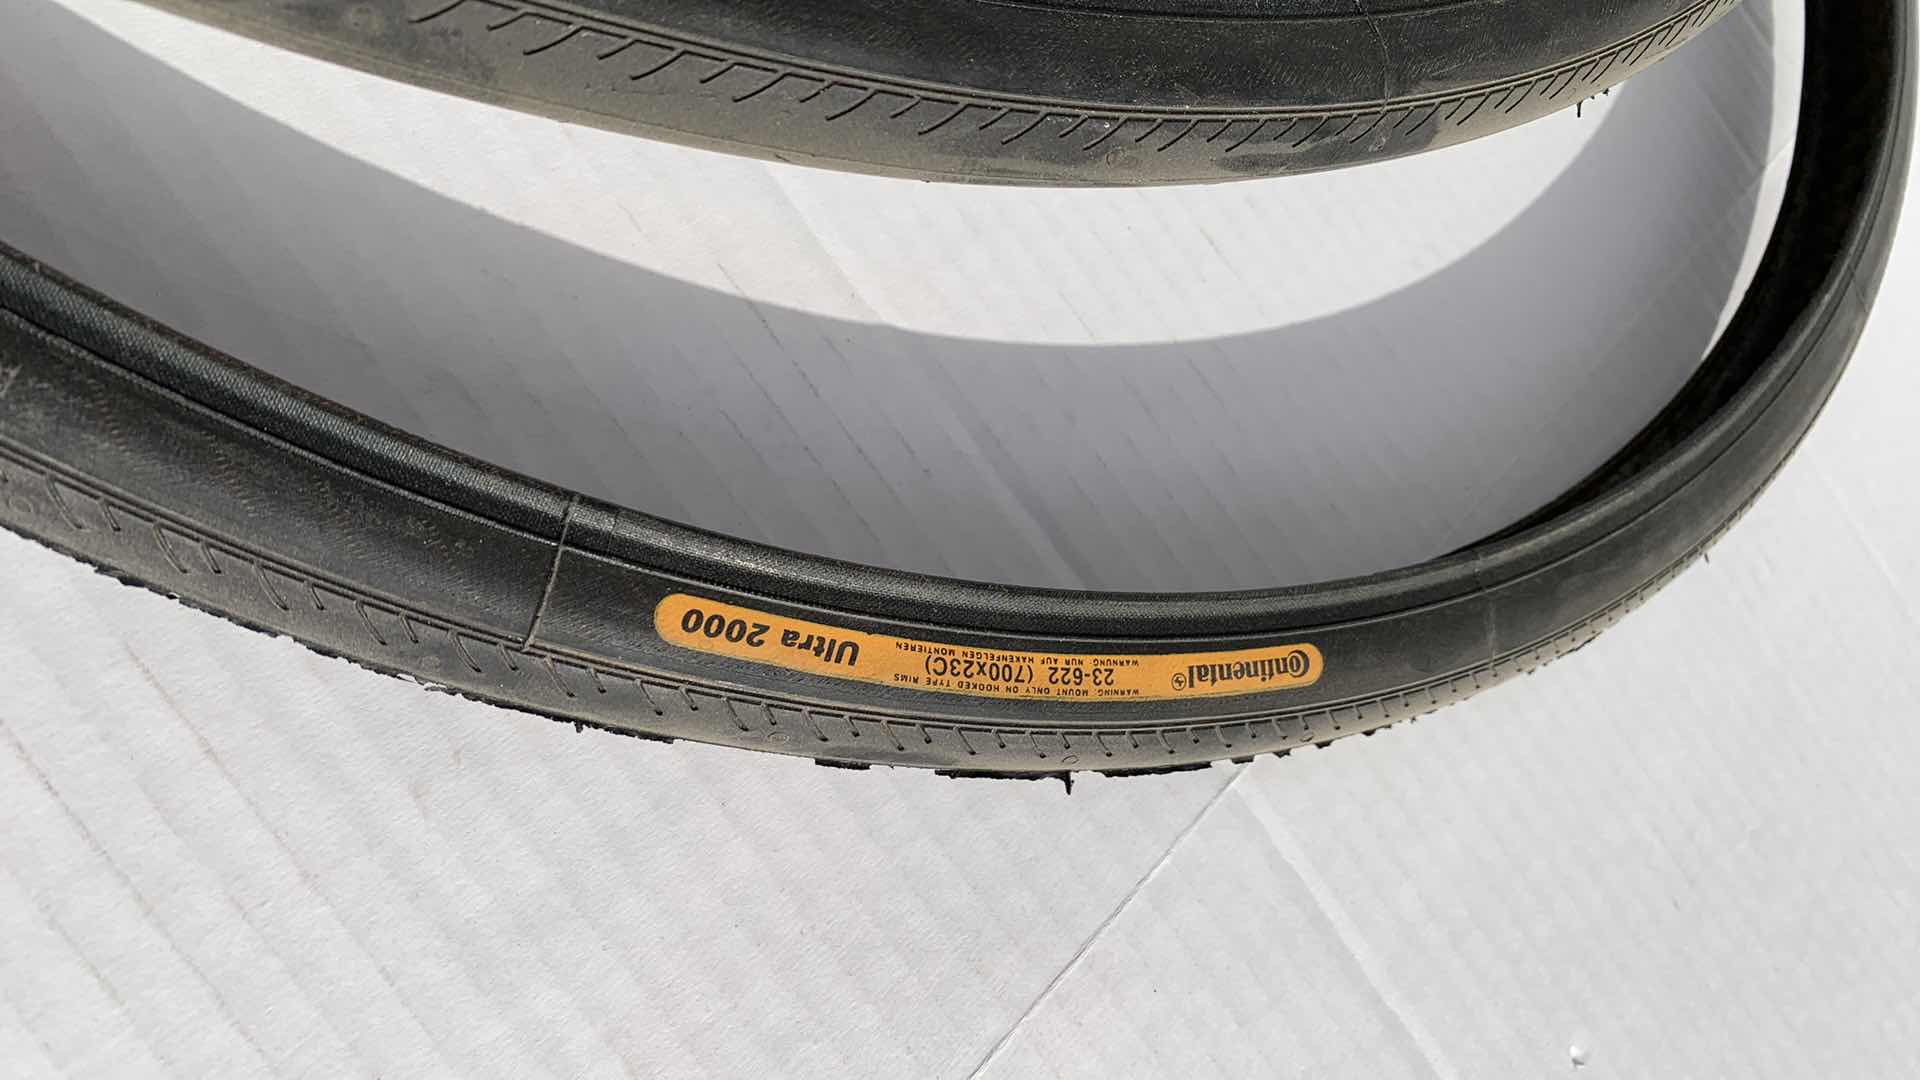 Continental
WARNING: MOUNT ONLY ON HOOKED TYPE RIMS
23-622 (700x23C)
WARNUNG: NUR AUF HAKENFELGEN MONTIEREN
Ultra 2000